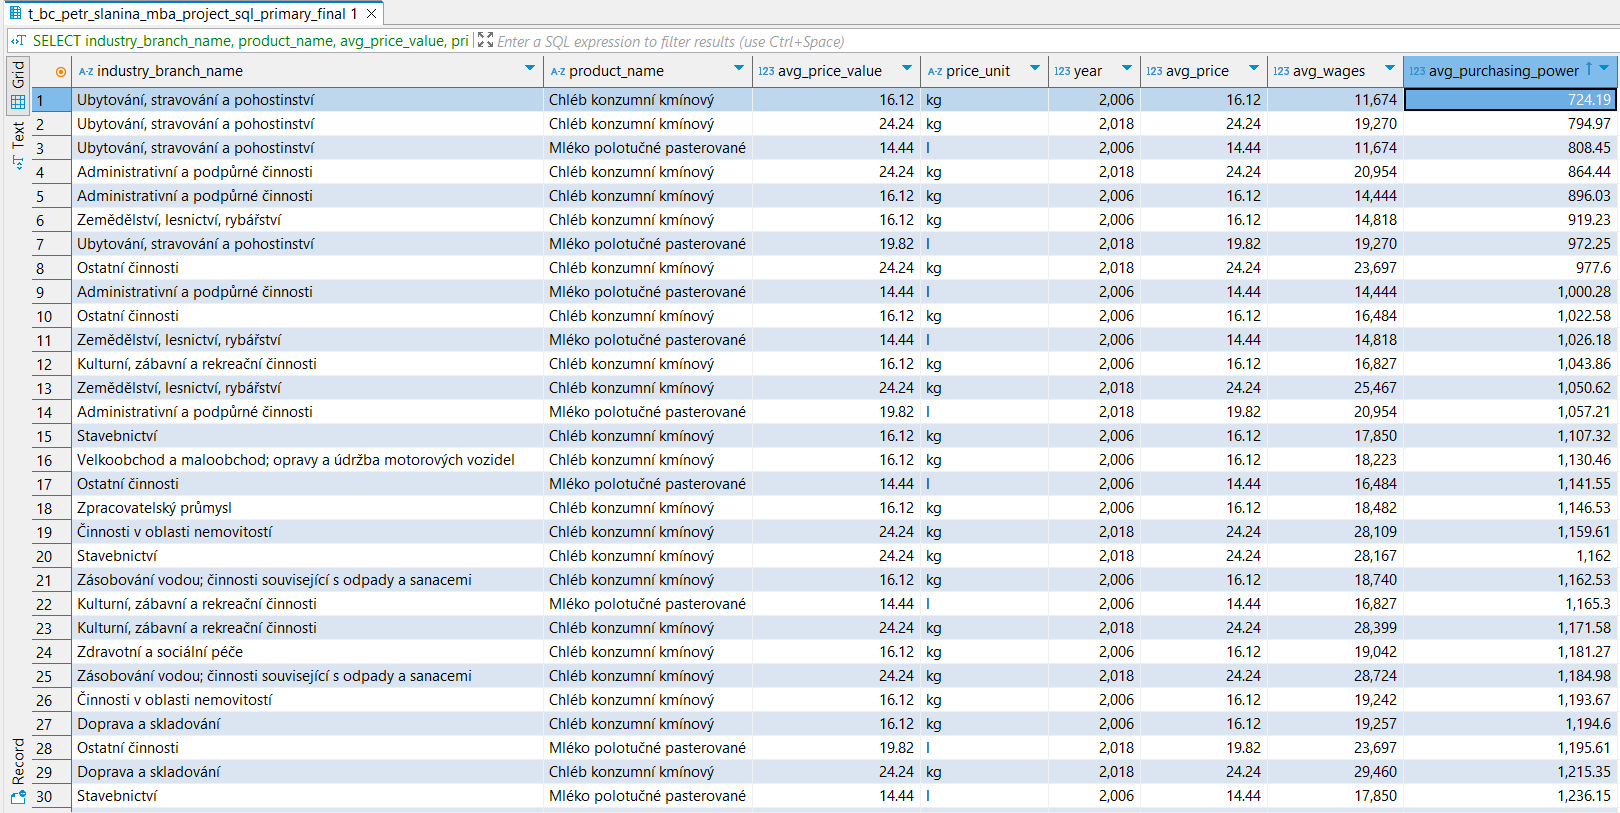 t_bc_petr_slanina_mba_project_sql_primary_final 1
SELECT industry_branch_name, product_name, avg_price_value, pri Enter a SQL expression to filter results (use Ctrl+Space)
Grid
Text
Record
industry_branch_name product_name avg_price_value price_unit year avg_price avg_wages avg_purchasing_power
1 Ubytování, stravování a pohostinství Chléb konzumní kmínový 16.12 kg 2,006 16.12 11,674 724.19
2 Ubytování, stravování a pohostinství Chléb konzumní kmínový 24.24 kg 2,018 24.24 19,270 794.97
3 Ubytování, stravování a pohostinství Mléko polotučné pasterované 14.44 l 2,006 14.44 11,674 808.45
4 Administrativní a podpůrné činnosti Chléb konzumní kmínový 24.24 kg 2,018 24.24 20,954 864.44
5 Administrativní a podpůrné činnosti Chléb konzumní kmínový 16.12 kg 2,006 16.12 14,444 896.03
6 Zemědělství, lesnictví, rybářství Chléb konzumní kmínový 16.12 kg 2,006 16.12 14,818 919.23
7 Ubytování, stravování a pohostinství Mléko polotučné pasterované 19.82 l 2,018 19.82 19,270 972.25
8 Ostatní činnosti Chléb konzumní kmínový 24.24 kg 2,018 24.24 23,697 977.6
9 Administrativní a podpůrné činnosti Mléko polotučné pasterované 14.44 l 2,006 14.44 14,444 1,000.28
10 Ostatní činnosti Chléb konzumní kmínový 16.12 kg 2,006 16.12 16,484 1,022.58
11 Zemědělství, lesnictví, rybářství Mléko polotučné pasterované 14.44 l 2,006 14.44 14,818 1,026.18
12 Kulturní, zábavní a rekreační činnosti Chléb konzumní kmínový 16.12 kg 2,006 16.12 16,827 1,043.86
13 Zemědělství, lesnictví, rybářství Chléb konzumní kmínový 24.24 kg 2,018 24.24 25,467 1,050.62
14 Administrativní a podpůrné činnosti Mléko polotučné pasterované 19.82 l 2,018 19.82 20,954 1,057.21
15 Stavebnictví Chléb konzumní kmínový 16.12 kg 2,006 16.12 17,850 1,107.32
16 Velkoobchod a maloobchod; opravy a údržba motorových vozidel Chléb konzumní kmínový 16.12 kg 2,006 16.12 18,223 1,130.46
17 Ostatní činnosti Mléko polotučné pasterované 14.44 l 2,006 14.44 16,484 1,141.55
18 Zpracovatelský průmysl Chléb konzumní kmínový 16.12 kg 2,006 16.12 18,482 1,146.53
19 Činnosti v oblasti nemovitostí Chléb konzumní kmínový 24.24 kg 2,018 24.24 28,109 1,159.61
20 Stavebnictví Chléb konzumní kmínový 24.24 kg 2,018 24.24 28,167 1,162
21 Zásobování vodou; činnosti související s odpady a sanacemi Chléb konzumní kmínový 16.12 kg 2,006 16.12 18,740 1,162.53
22 Kulturní, zábavní a rekreační činnosti Mléko polotučné pasterované 14.44 l 2,006 14.44 16,827 1,165.3
23 Kulturní, zábavní a rekreační činnosti Chléb konzumní kmínový 24.24 kg 2,018 24.24 28,399 1,171.58
24 Zdravotní a sociální péče Chléb konzumní kmínový 16.12 kg 2,006 16.12 19,042 1,181.27
25 Zásobování vodou; činnosti související s odpady a sanacemi Chléb konzumní kmínový 24.24 kg 2,018 24.24 28,724 1,184.98
26 Činnosti v oblasti nemovitostí Chléb konzumní kmínový 16.12 kg 2,006 16.12 19,242 1,193.67
27 Doprava a skladování Chléb konzumní kmínový 16.12 kg 2,006 16.12 19,257 1,194.6
28 Ostatní činnosti Mléko polotučné pasterované 19.82 l 2,018 19.82 23,697 1,195.61
29 Doprava a skladování Chléb konzumní kmínový 24.24 kg 2,018 24.24 29,460 1,215.35
30 Stavebnictví Mléko polotučné pasterované 14.44 l 2,006 14.44 17,850 1,236.15